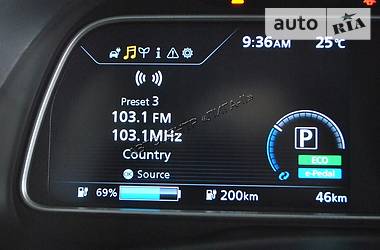 auto RIA
9:36AM 25℃
Preset 3
103.1 FM
103.1MHz
Country
Source
P
ECO
e-Pedal
69% 200km 46km